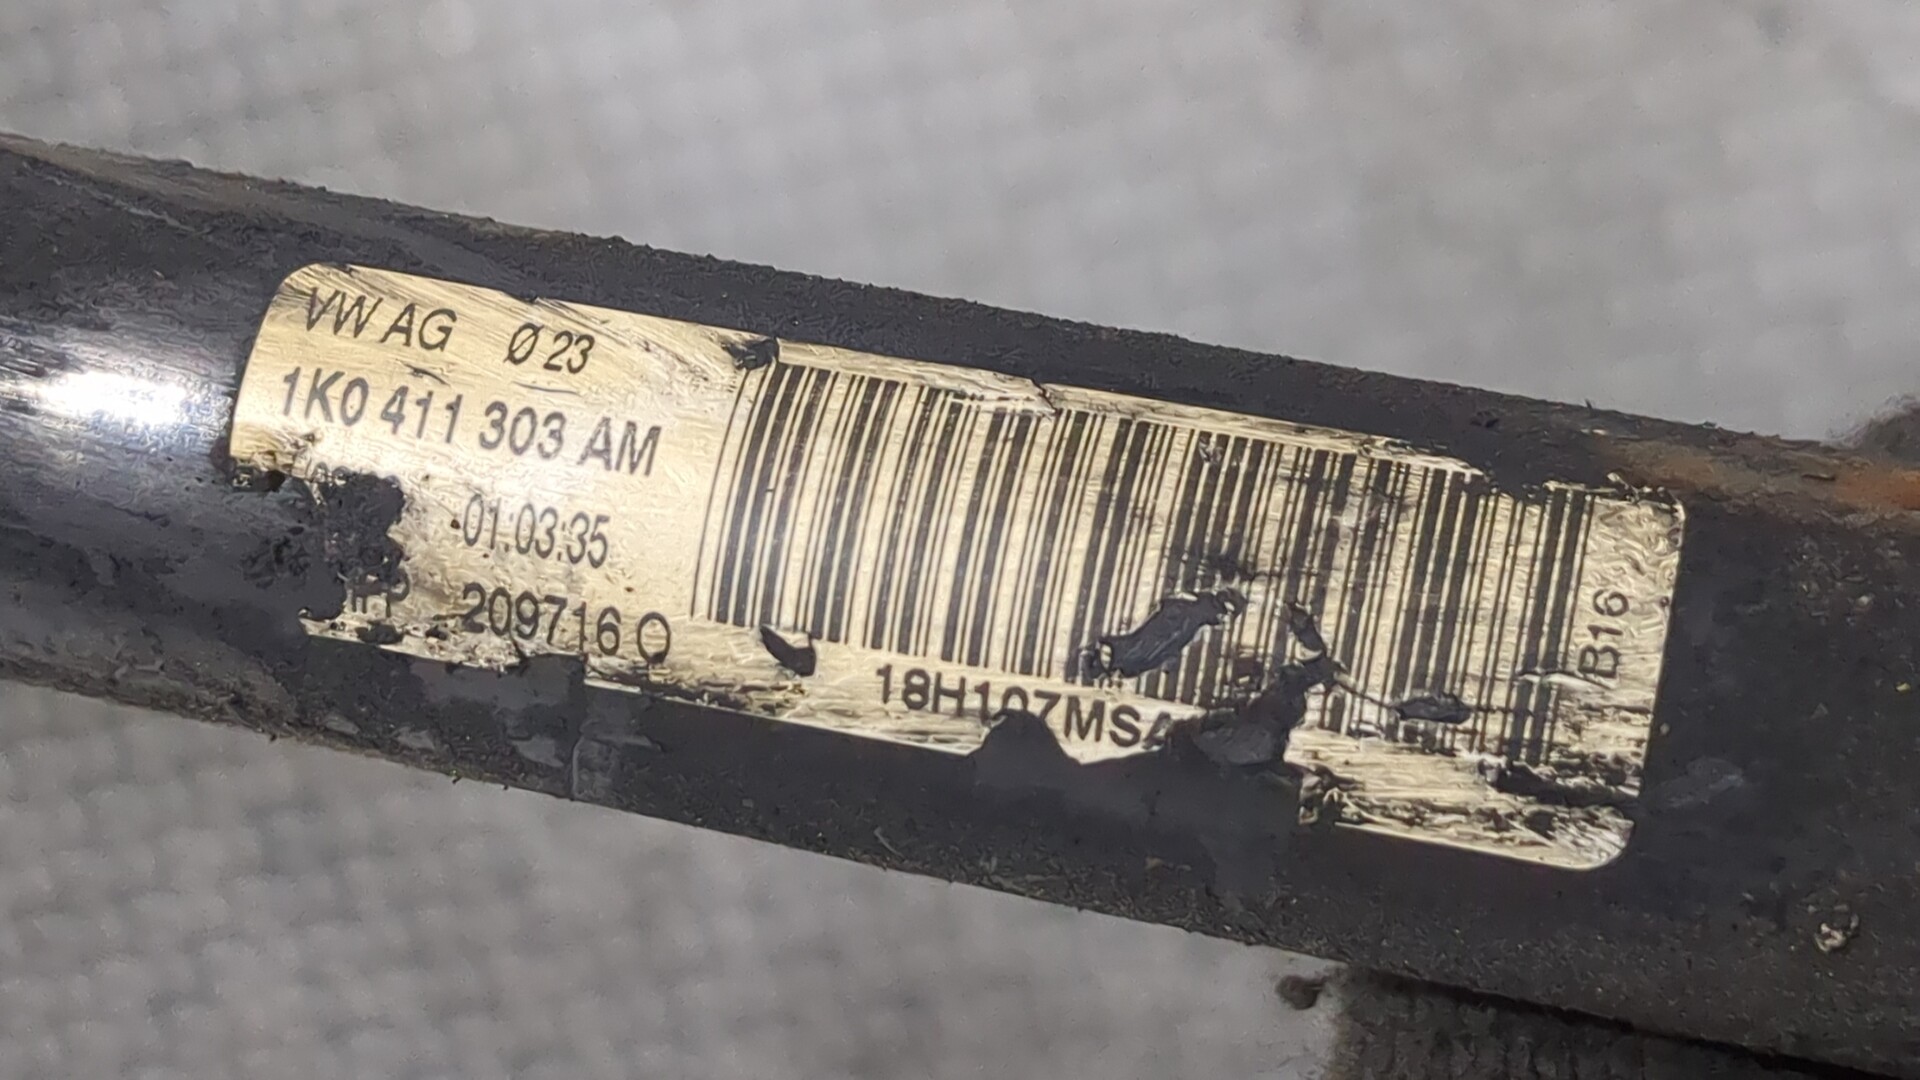 VW AG Ø 23
1K0 411 303 AM
01:03:35
209716 O
18H107MSA
B16